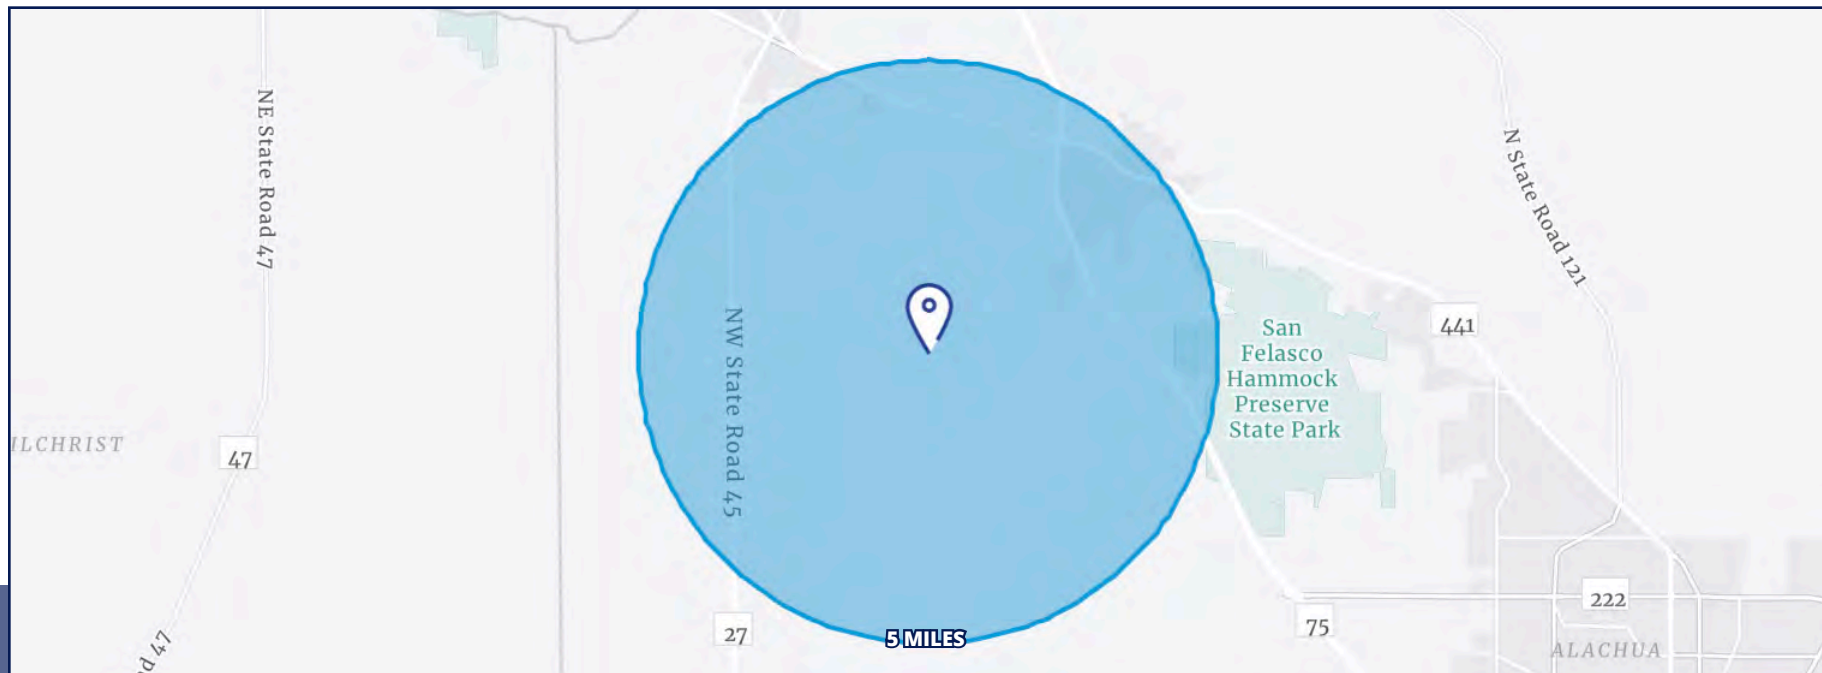 NE State Road 47
N State Road 121
NW State Road 45
441
San
Felasco
Hammock
Preserve
State Park
ILCHRIST
47
27
5 MILES
75
222
ALACHUA
d 47